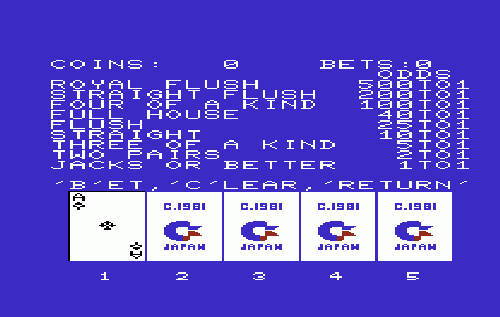 COINS: 0 BETS:0
ODDS
ROYAL FLUSH 500TO1
STRAIGHT FLUSH 200TO1
FOUR OF A KIND 100TO1
FULL HOUSE 40TO1
FLUSH 25TO1
STRAIGHT 10TO1
THREE OF A KIND 5TO1
TWO PAIRS 2TO1
JACKS OR BETTER 1TO1
'B'ET,'C'LEAR,'RETURN'
A C.1981 C.1981 C.1981 C.1981
JAPAN JAPAN JAPAN JAPAN
A
1 2 3 4 5